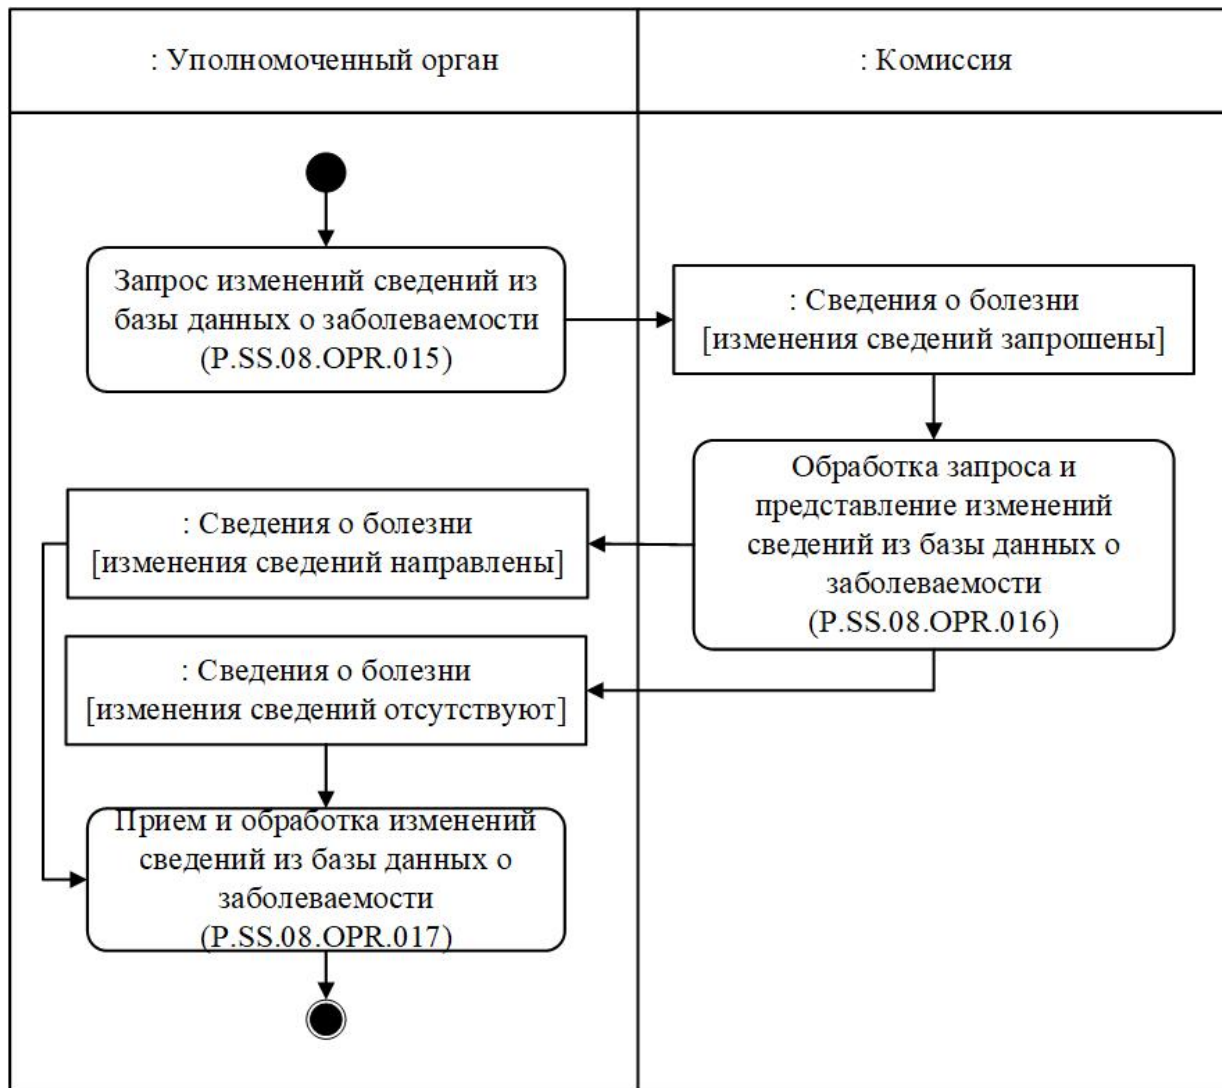 : Уполномоченный орган
: Комиссия
Запрос изменений сведений из
базы данных о заболеваемости
(P.SS.08.OPR.015)
: Сведения о болезни
[изменения сведений запрошены]
Обработка запроса и
представление изменений
сведений из базы данных о
заболеваемости
(P.SS.08.OPR.016)
: Сведения о болезни
[изменения сведений направлены]
: Сведения о болезни
[изменения сведений отсутствуют]
Прием и обработка изменений
сведений из базы данных о
заболеваемости
(P.SS.08.OPR.017)